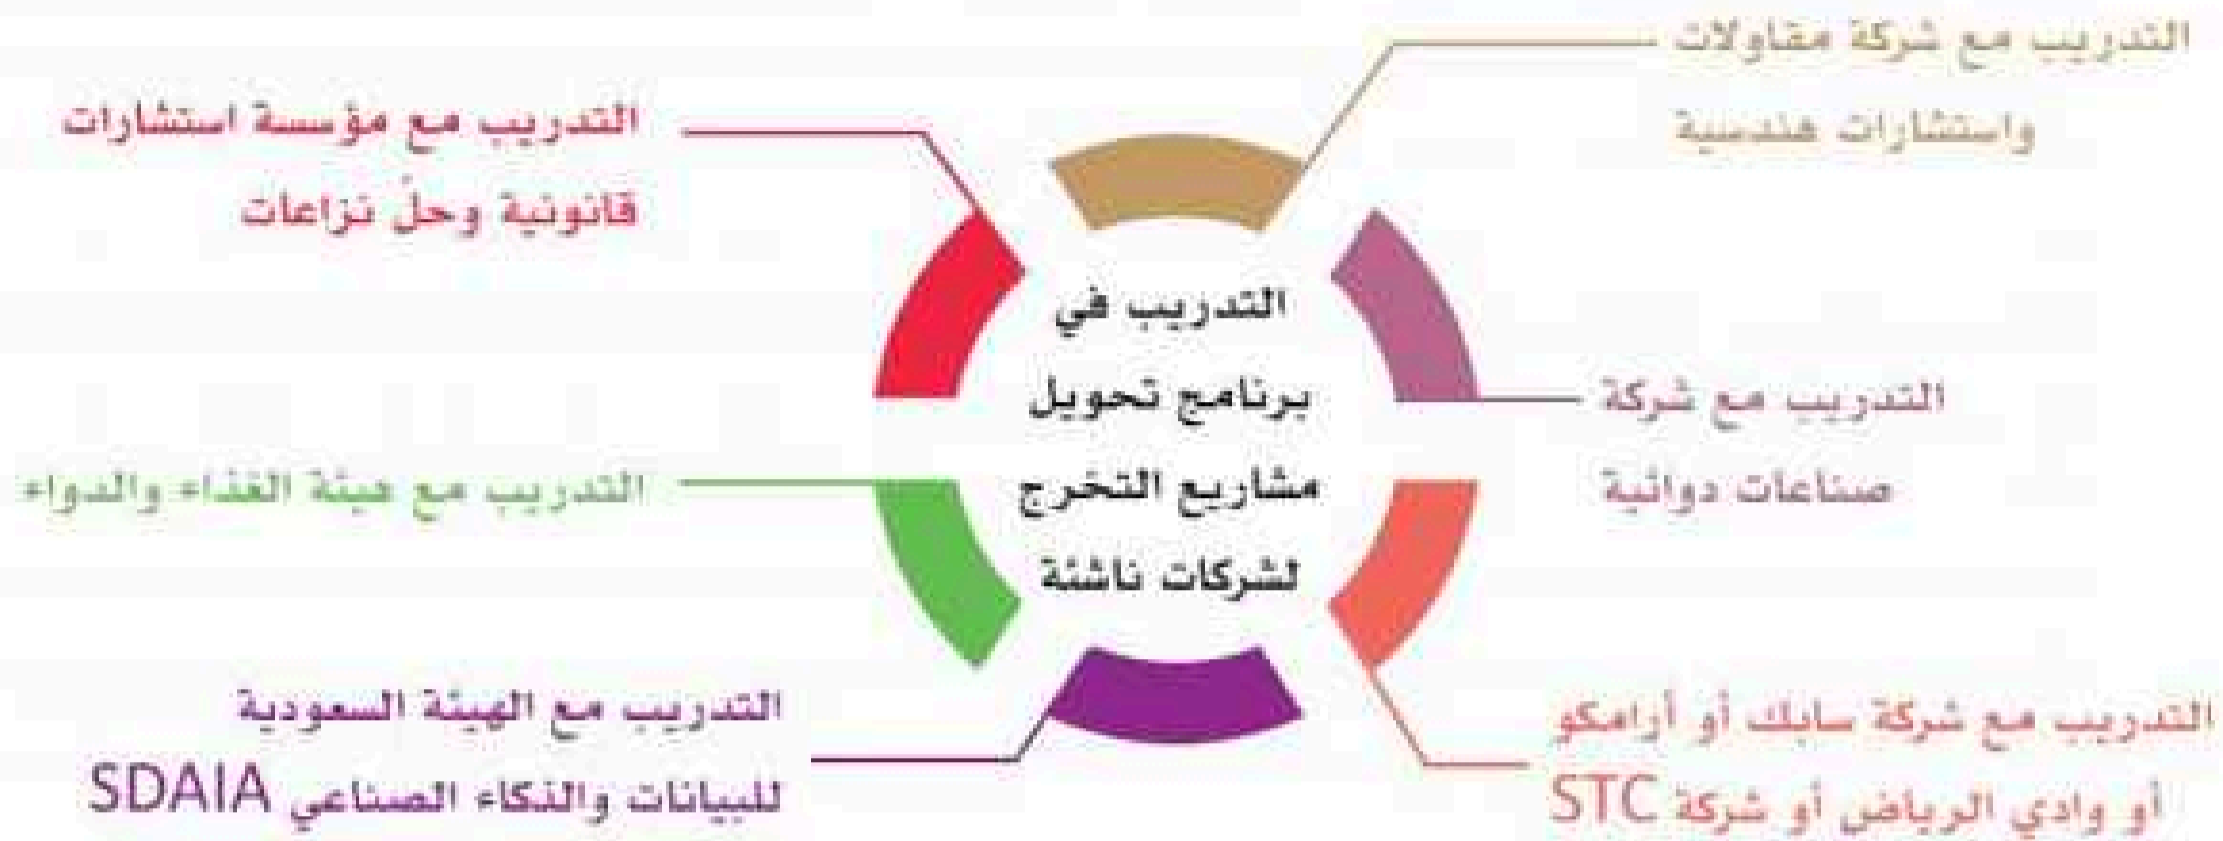 التدريب مع شركة مقاولات
واستشارات هندسية
التدريب مع مؤسسة استشارات
قانونية وحلّ نزاعات
التدريب في
برنامج تحويل
مشاريع التخرج
لشركات ناشئة
التدريب مع شركة
صناعات دوائية
التدريب مع هيئة الغذاء والدواء
التدريب مع شركة سابك أو أرامكو
أو وادي الرياض أو شركة STC
التدريب مع الهيئة السعودية
للبيانات والذكاء الصناعي SDAIA